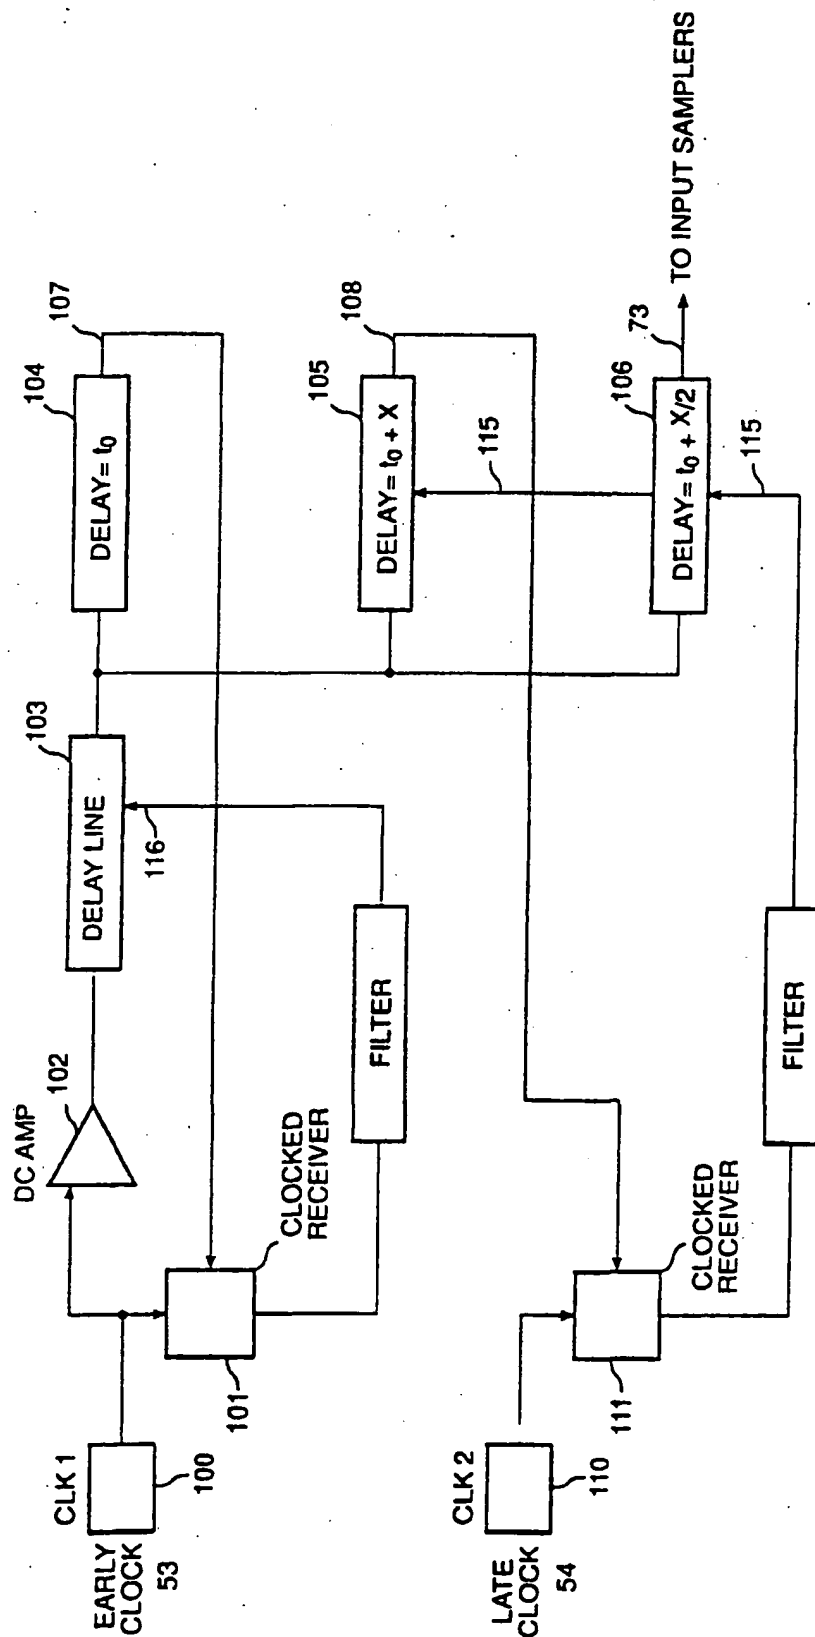 EARLY
CLOCK
53
CLK 1
100
101
CLOCKED
RECEIVER
DC AMP
102
DELAY LINE
103
116
FILTER
DELAY= t₀
104
107
LATE
CLOCK
54
CLK 2
110
111
CLOCKED
RECEIVER
FILTER
DELAY= t₀ + X
105
108
115
DELAY= t₀ + X/2
106
115
73
TO INPUT SAMPLERS